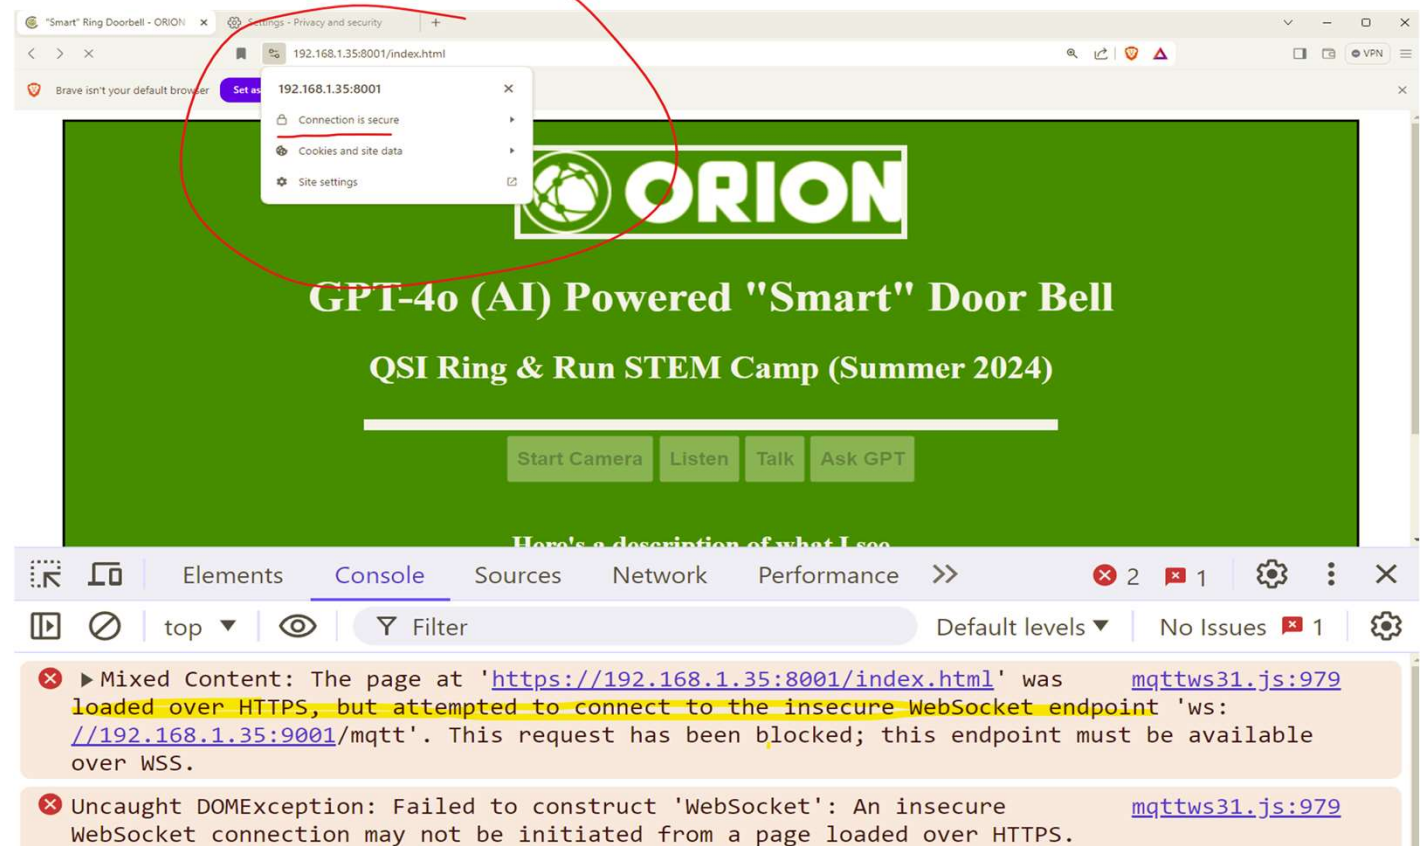 "Smart" Ring Doorbell - ORION
Settings - Privacy and security
192.168.1.35:8001/index.html
VPN
Brave isn't your default browser
Set as
192.168.1.35:8001
Connection is secure
Cookies and site data
Site settings
ORION
GPT-4o (AI) Powered "Smart" Door Bell
QSI Ring & Run STEM Camp (Summer 2024)
Start Camera Listen Talk Ask GPT
Here's a description of what I see
Elements Console Sources Network Performance 2 1
top Filter Default levels No Issues 1
Mixed Content: The page at 'https://192.168.1.35:8001/index.html' was mqttws31.js:979
loaded over HTTPS, but attempted to connect to the insecure WebSocket endpoint 'ws:
//192.168.1.35:9001/mqtt'. This request has been blocked; this endpoint must be available
over WSS.
Uncaught DOMException: Failed to construct 'WebSocket': An insecure mqttws31.js:979
WebSocket connection may not be initiated from a page loaded over HTTPS.